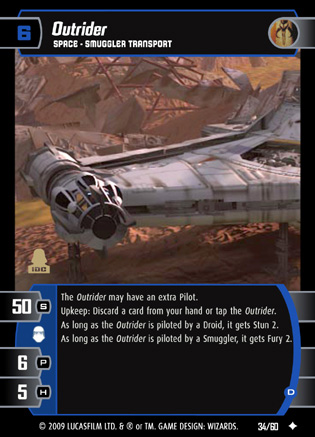 6
Outrider
SPACE - SMUGGLER TRANSPORT
IDC
50 S
The Outrider may have an extra Pilot.
Upkeep: Discard a card from your hand or tap the Outrider.
As long as the Outrider is piloted by a Droid, it gets Stun 2.
As long as the Outrider is piloted by a Smuggler, it gets Fury 2.
6 P
5 H
D
© 2009 LUCASFILM LTD. & ® or TM. GAME DESIGN: WIZARDS.
34/60